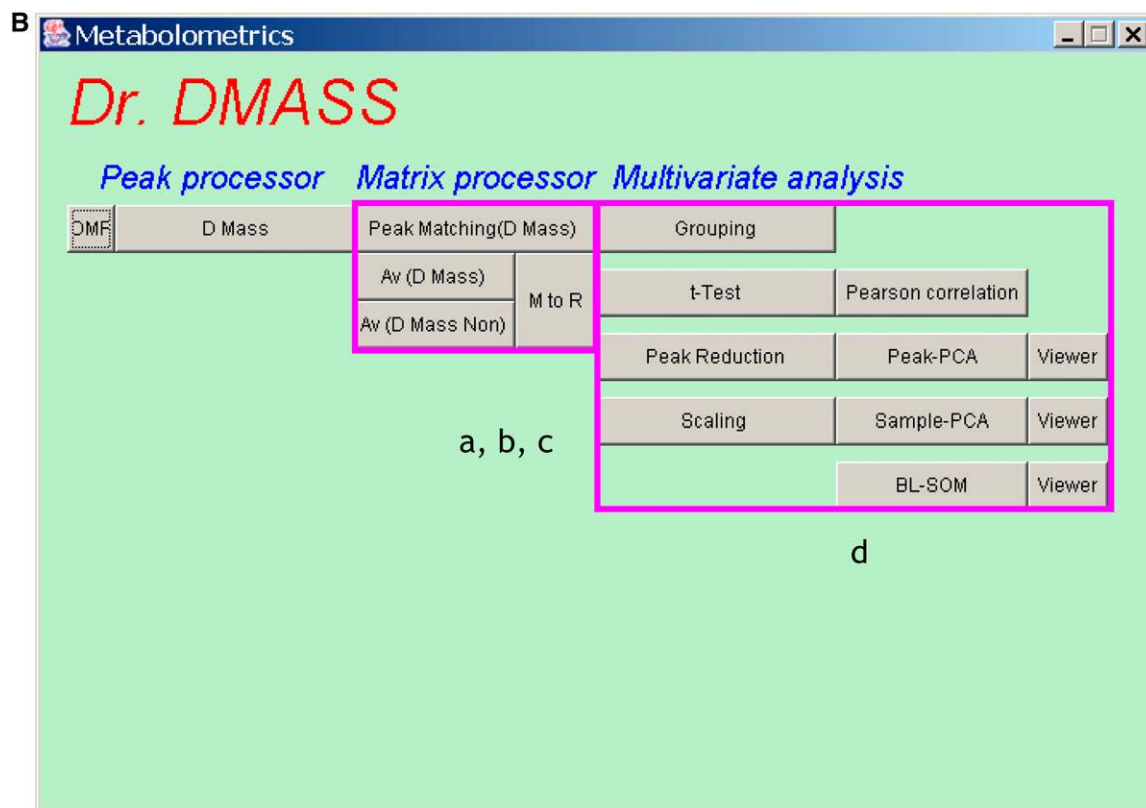 B
Metabolometrics
Dr. DMASS
Peak processor Matrix processor Multivariate analysis
D Mass Peak Matching(D Mass) Grouping
Av (D Mass) M to R t-Test Pearson correlation
Av (D Mass Non)
Peak Reduction Peak-PCA Viewer
Scaling Sample-PCA Viewer
a, b, c
BL-SOM Viewer
d